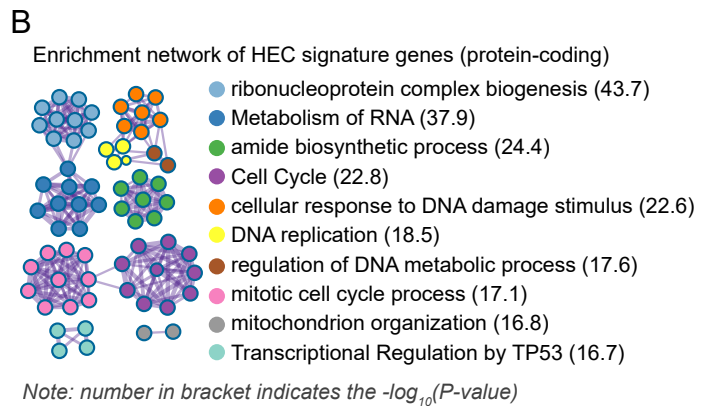 B
Enrichment network of HEC signature genes (protein-coding)
ribonucleoprotein complex biogenesis (43.7)
Metabolism of RNA (37.9)
amide biosynthetic process (24.4)
Cell Cycle (22.8)
cellular response to DNA damage stimulus (22.6)
DNA replication (18.5)
regulation of DNA metabolic process (17.6)
mitotic cell cycle process (17.1)
mitochondrion organization (16.8)
Transcriptional Regulation by TP53 (16.7)
Note: number in bracket indicates the -log10(P-value)